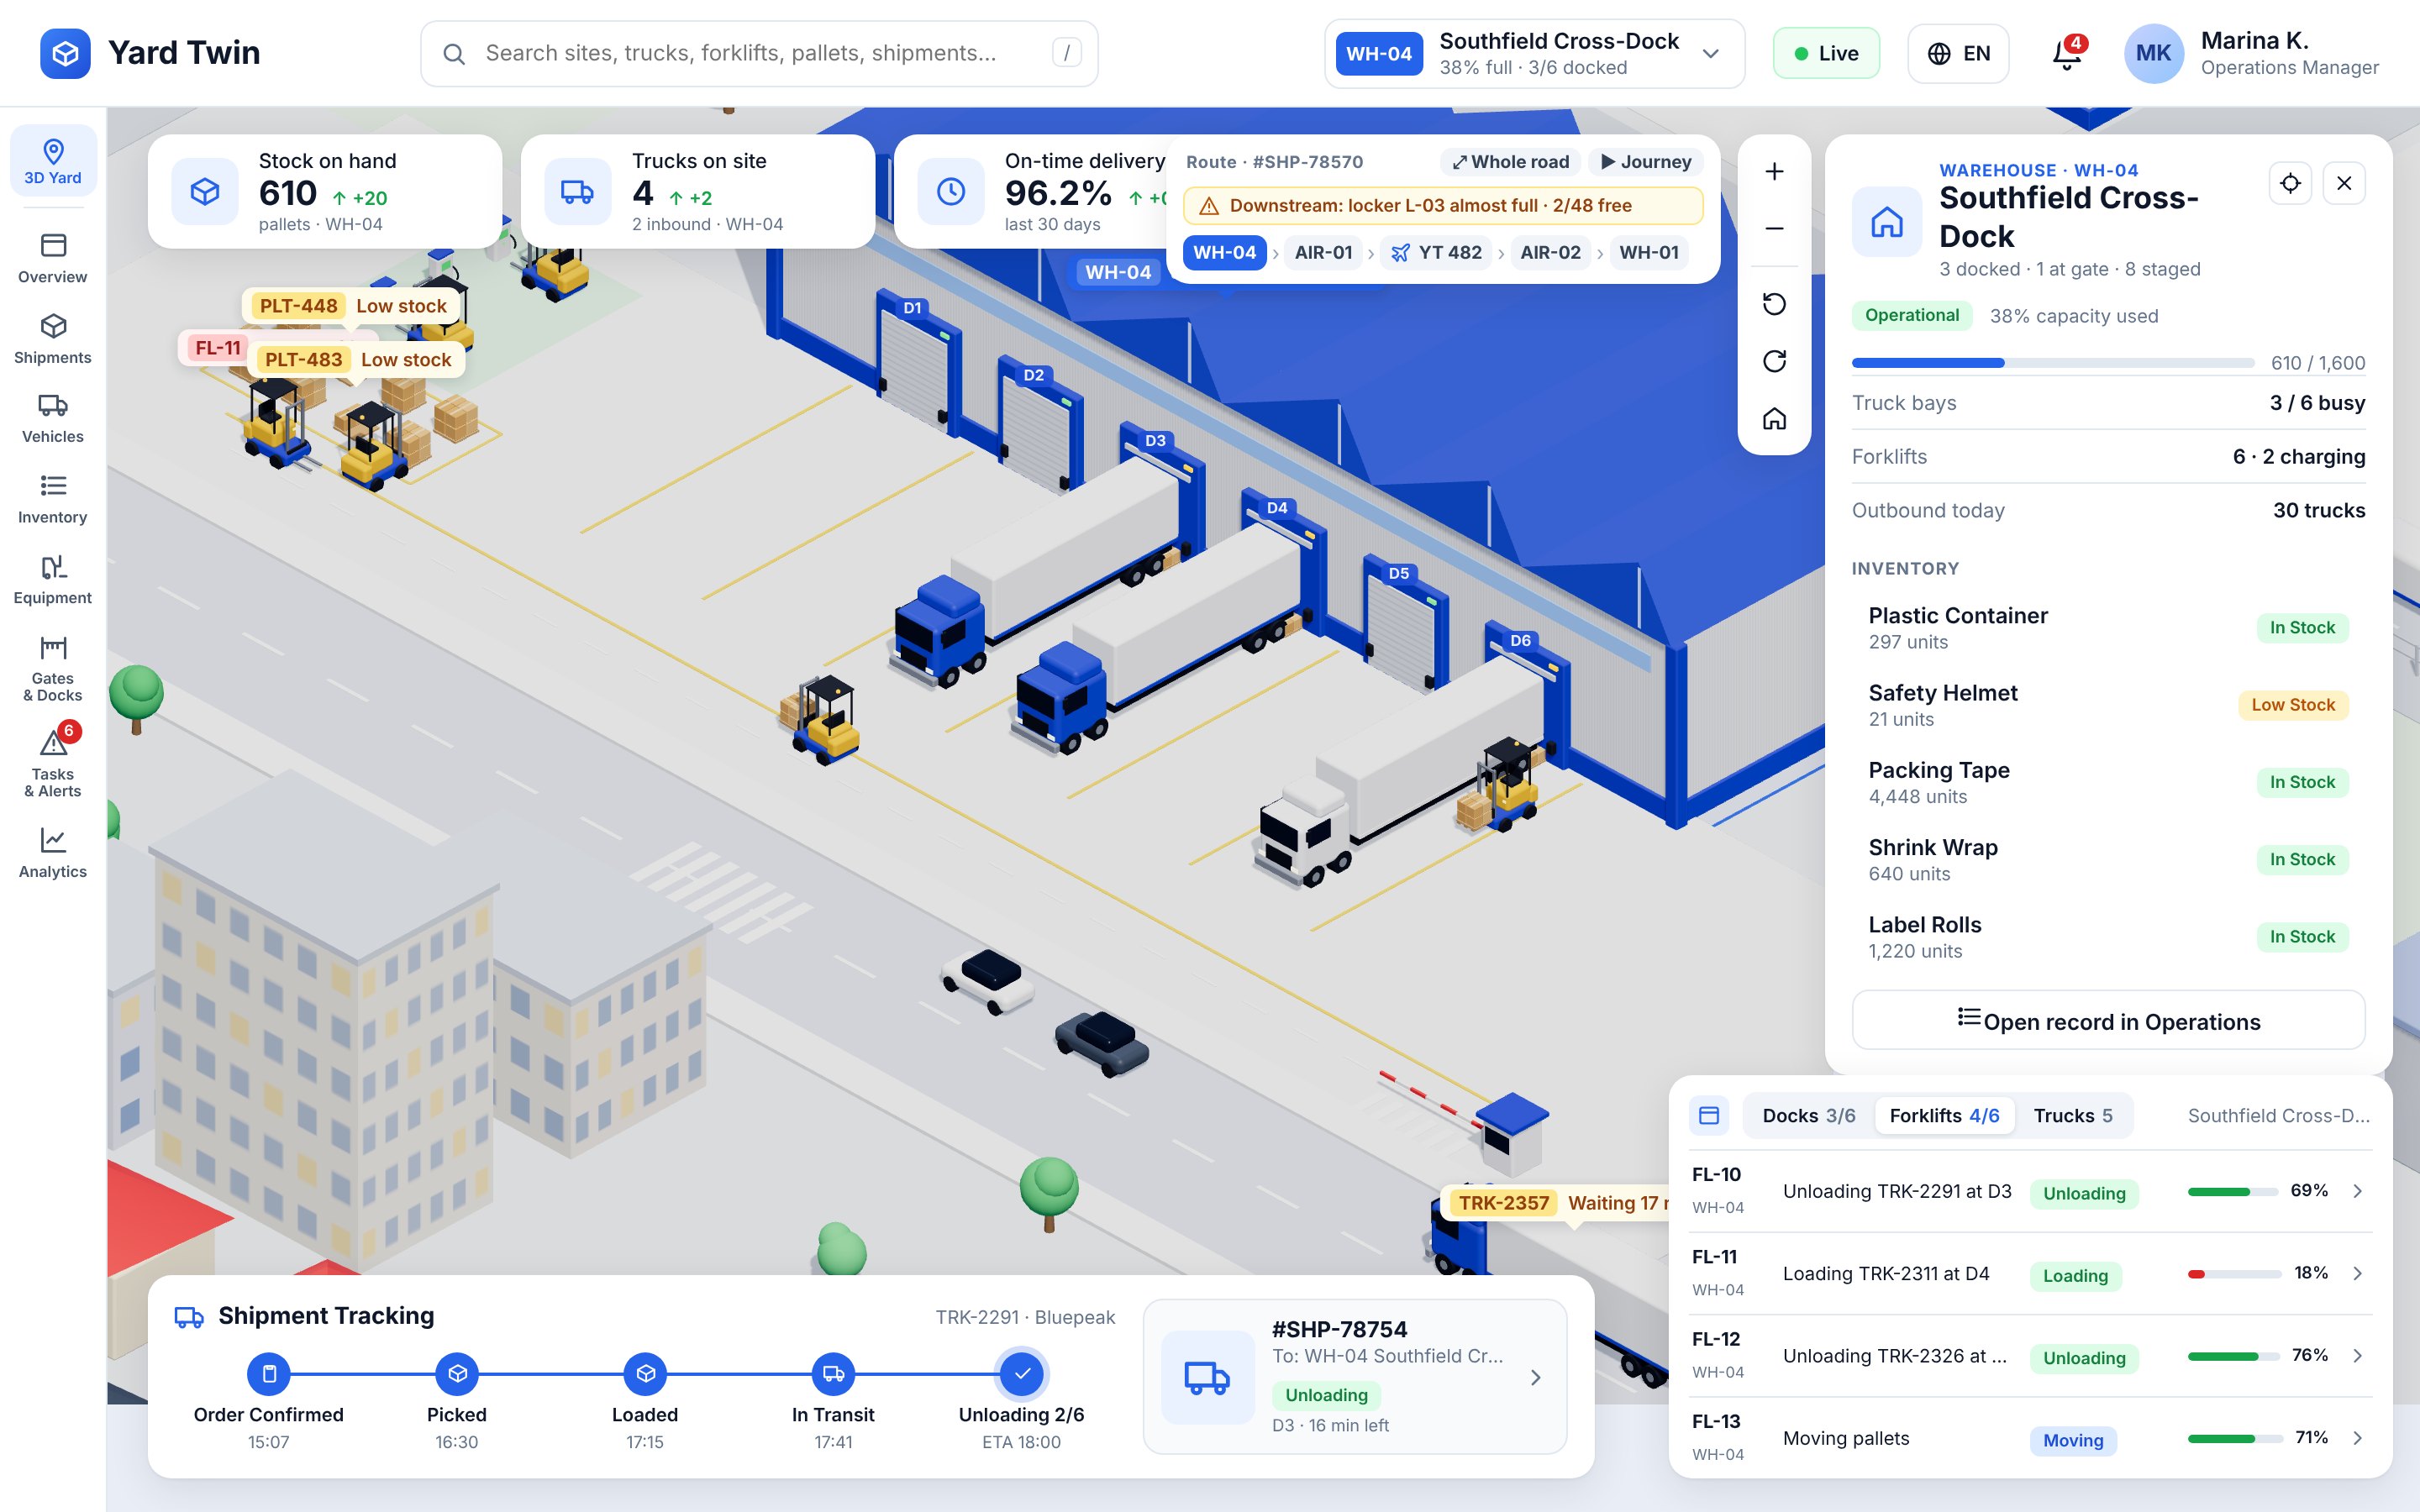 Yard Twin
Search sites, trucks, forklifts, pallets, shipments...
/
WH-04
Southfield Cross-Dock
38% full · 3/6 docked
Live
EN
4
MK
Marina K.
Operations Manager
3D Yard
Overview
Shipments
Vehicles
Inventory
Equipment
Gates
& Docks
6
Tasks
& Alerts
Analytics
Stock on hand
610 ↑ +20
pallets · WH-04
Trucks on site
4 ↑ +2
2 inbound · WH-04
On-time delivery
96.2% ↑
last 30 days
Route · #SHP-78570
Whole road
Journey
Downstream: locker L-03 almost full · 2/48 free
WH-04 › AIR-01 › YT 482 › AIR-02 › WH-01
WH-04
PLT-448 Low stock
FL-11
PLT-483 Low stock
D1
D2
D3
D4
D5
D6
TRK-2357 Waiting 17
WAREHOUSE · WH-04
Southfield Cross-
Dock
3 docked · 1 at gate · 8 staged
Operational
38% capacity used
610 / 1,600
Truck bays 3 / 6 busy
Forklifts 6 · 2 charging
Outbound today 30 trucks
INVENTORY
Plastic Container
297 units
In Stock
Safety Helmet
21 units
Low Stock
Packing Tape
4,448 units
In Stock
Shrink Wrap
640 units
In Stock
Label Rolls
1,220 units
In Stock
Open record in Operations
Docks 3/6
Forklifts 4/6
Trucks 5
Southfield Cross-D...
FL-10
WH-04
Unloading TRK-2291 at D3
Unloading
69%
FL-11
WH-04
Loading TRK-2311 at D4
Loading
18%
FL-12
WH-04
Unloading TRK-2326 at ...
Unloading
76%
FL-13
WH-04
Moving pallets
Moving
71%
Shipment Tracking
TRK-2291 · Bluepeak
Order Confirmed
15:07
Picked
16:30
Loaded
17:15
In Transit
17:41
Unloading 2/6
ETA 18:00
#SHP-78754
To: WH-04 Southfield Cr...
Unloading
D3 · 16 min left